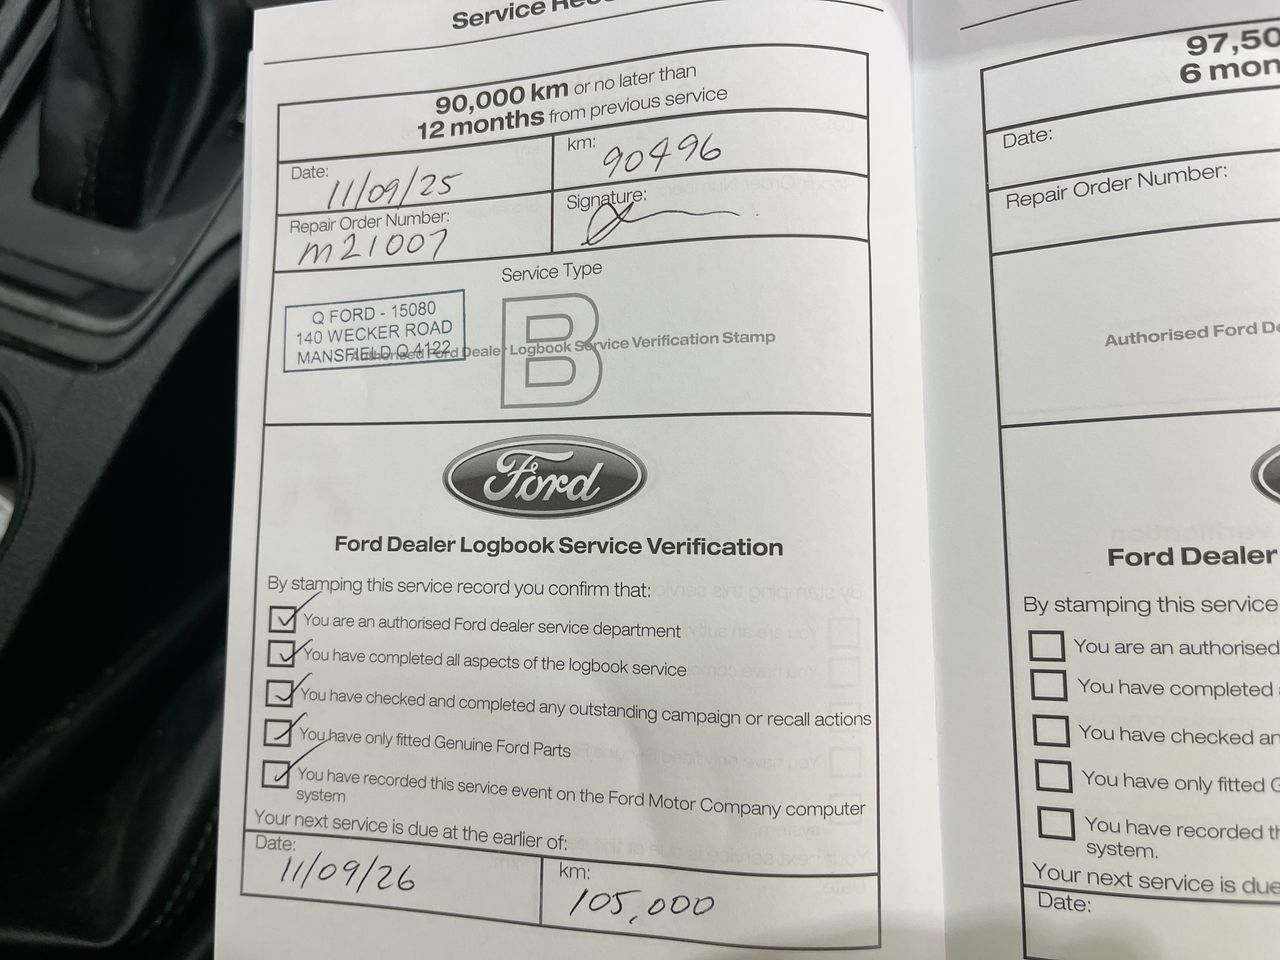 Service
90,000 km or no later than
12 months from previous service
Date: 11/09/25
km: 90496
Repair Order Number: m21007
Signature:
Service Type
B
Q FORD - 15080
140 WECKER ROAD
MANSFIELD Q 4122
Authorised Ford Dealer Logbook Service Verification Stamp
Ford
Ford Dealer Logbook Service Verification
By stamping this service record you confirm that:
You are an authorised Ford dealer service department
You have completed all aspects of the logbook service
You have checked and completed any outstanding campaign or recall actions
You have only fitted Genuine Ford Parts
You have recorded this service event on the Ford Motor Company computer
system
Your next service is due at the earlier of:
Date: 11/09/26
km: 105,000
97,50
6 mon
Date:
Repair Order Number:
Authorised Ford De
Ford Dealer
By stamping this service
You are an authorised
You have completed
You have checked an
You have only fitted G
You have recorded th
system.
Your next service is due
Date: